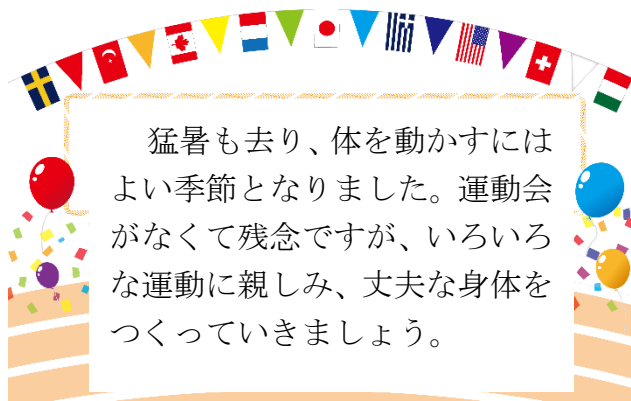 猛暑も去り、体を動かすには
よい季節となりました。運動会
がなくて残念ですが、いろいろ
な運動に親しみ、丈夫な身体を
つくっていきましょう。